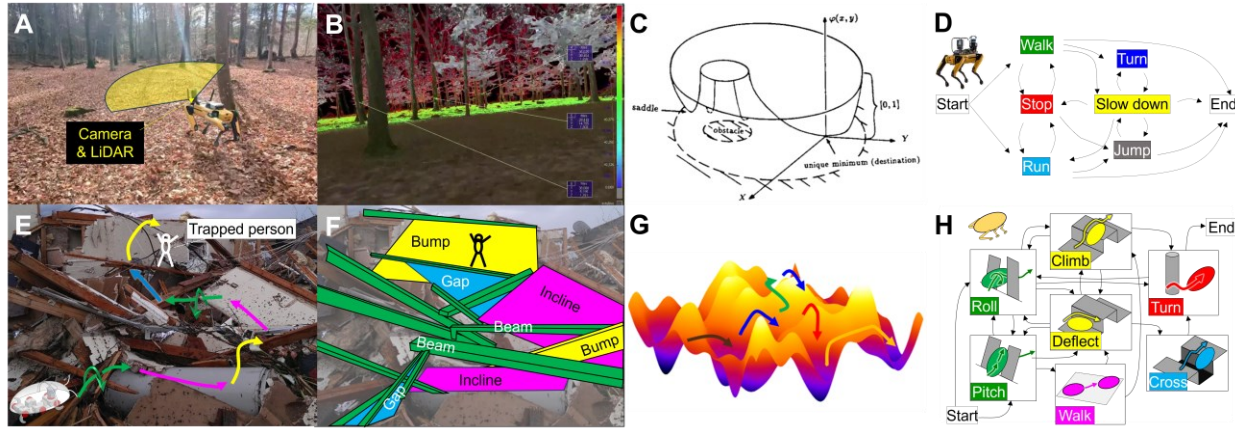 A
Camera
& LiDAR
B
C
φ(x, y)
saddle
[0, 1]
obstacle
Y
unique minimum (destination)
X
D
Walk
Turn
Start
Stop
Slow down
End
Run
Jump
E
Trapped person
F
Bump
Gap
Incline
Beam
Beam
Bump
Incline
Gap
G
H
End
Climb
Roll
Turn
Deflect
Pitch
Cross
Start
Walk